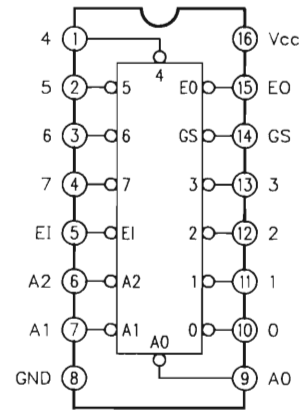 4 1 16 Vcc
4
5 2 5 EO 15 EO
6 3 6 GS 14 GS
7 4 7 3 13 3
EI 5 EI 2 12 2
A2 6 A2 1 11 1
A1 7 A1 0 10 0
A0
GND 8 9 A0